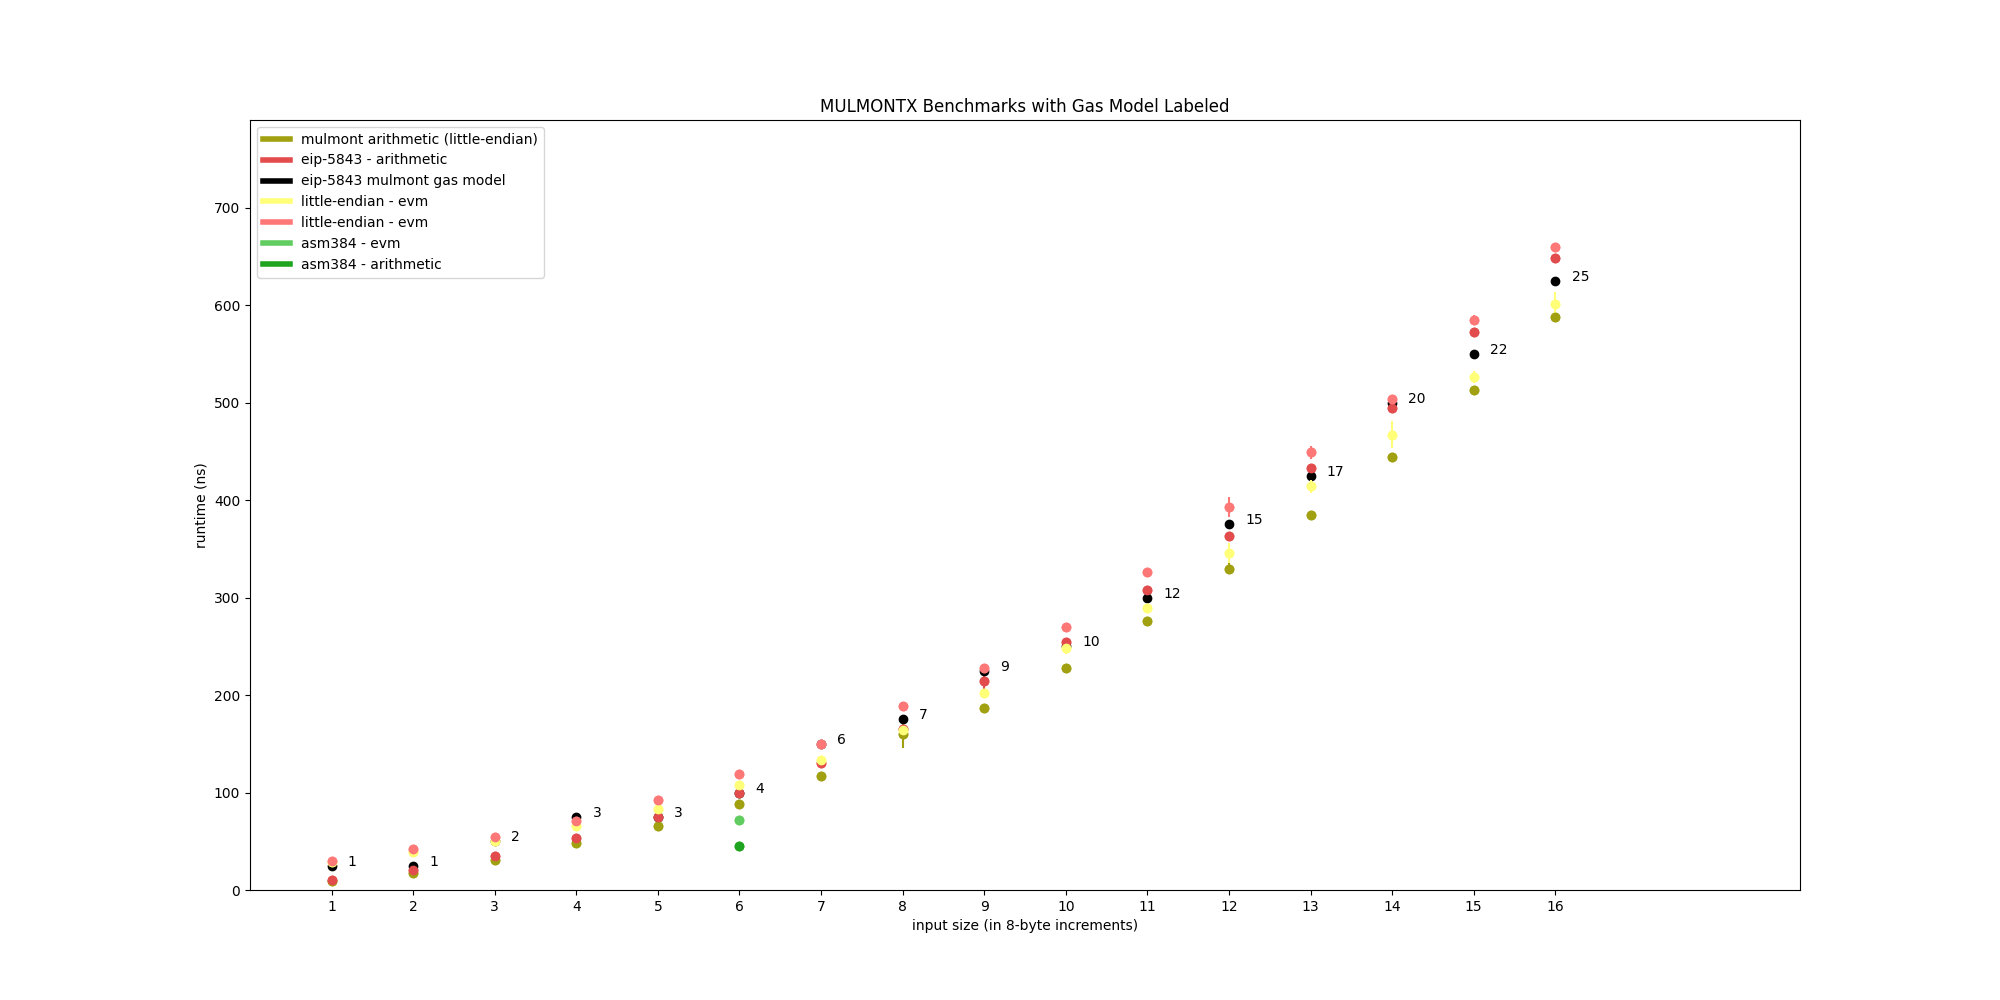 MULMONTX Benchmarks with Gas Model Labeled
mulmont arithmetic (little-endian)
eip-5843 - arithmetic
eip-5843 mulmont gas model
little-endian - evm
little-endian - evm
asm384 - evm
asm384 - arithmetic
runtime (ns)
700
600
500
400
300
200
100
0
1
1
2
3
3
4
6
7
9
10
12
15
17
20
22
25
1 2 3 4 5 6 7 8 9 10 11 12 13 14 15 16
input size (in 8-byte increments)